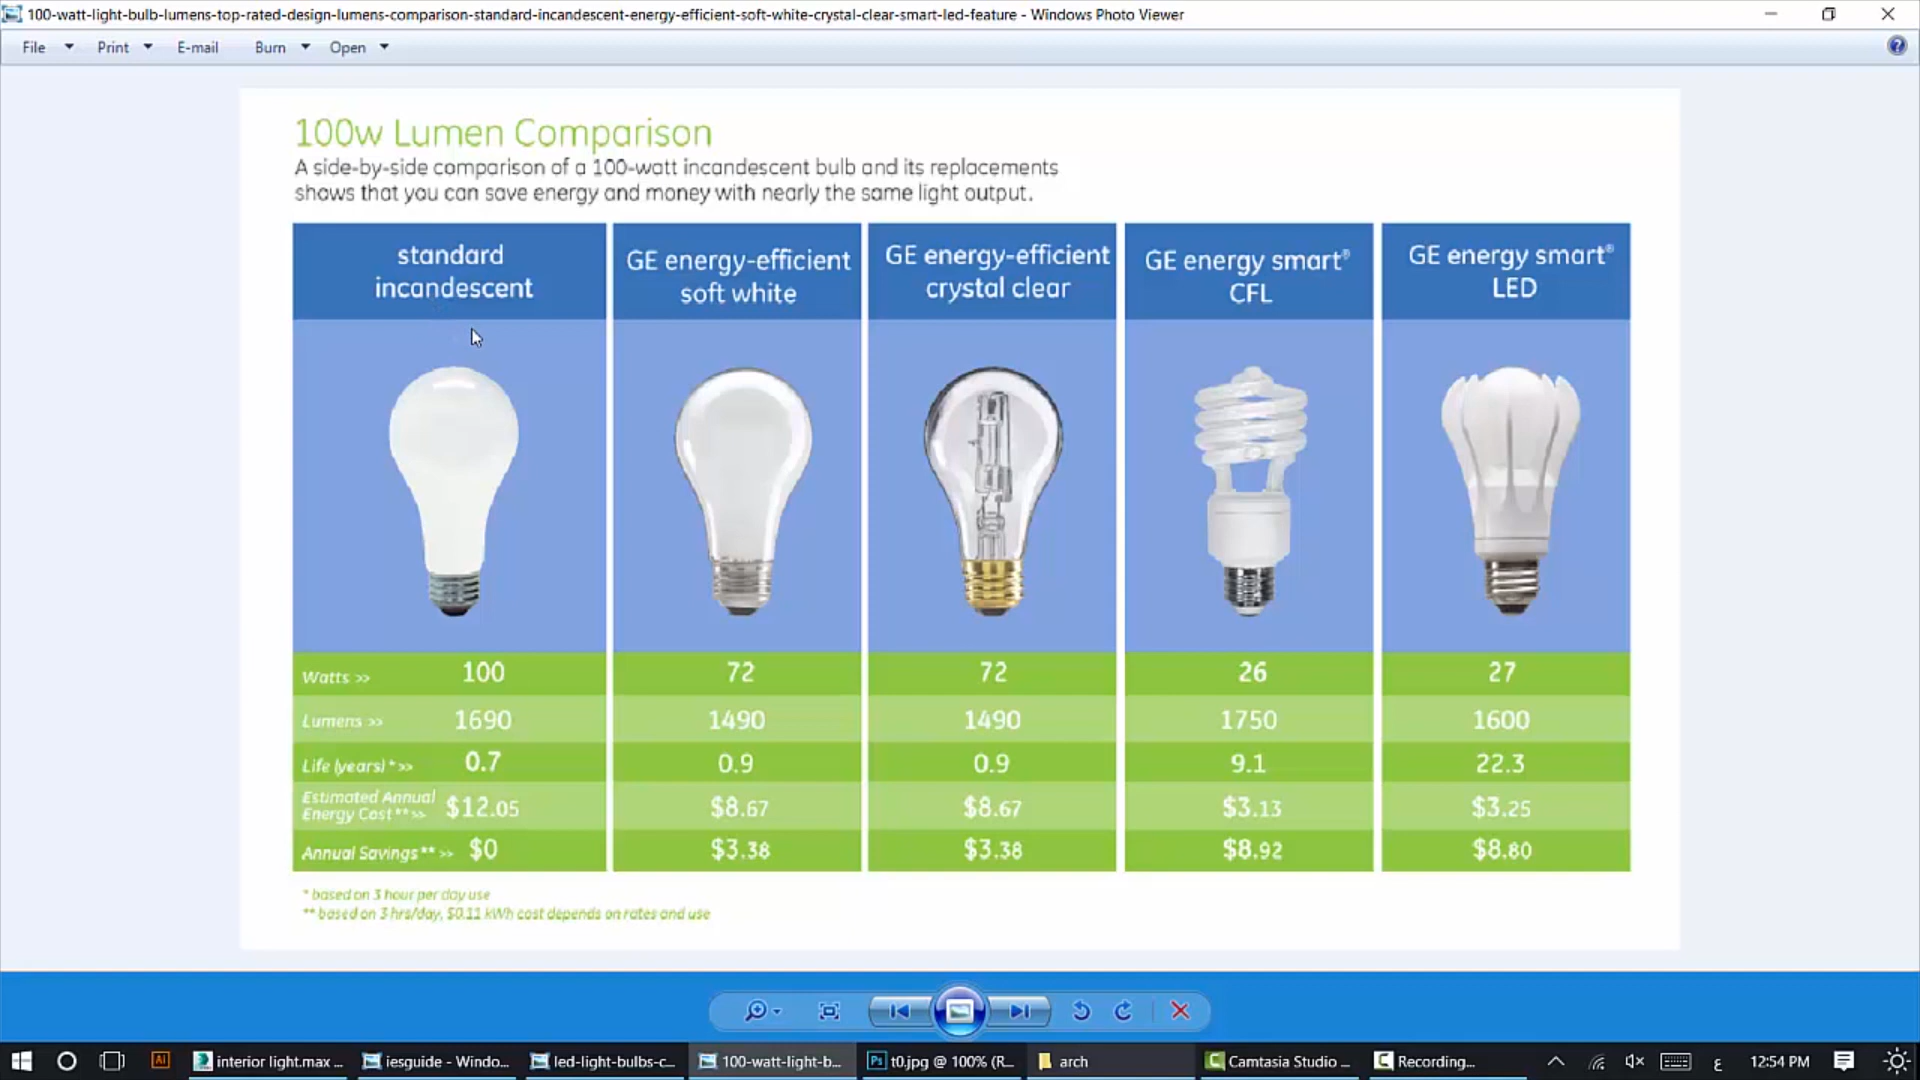 100-watt-light-bulb-lumens-top-rated-design-lumens-comparison-standard-incandescent-energy-efficient-soft-white-crystal-clear-smart-led-feature - Windows Photo Viewer
File Print E-mail Burn Open
100w Lumen Comparison
A side-by-side comparison of a 100-watt incandescent bulb and its replacements
shows that you can save energy and money with nearly the same light output.
standard
incandescent
GE energy-efficient
soft white
GE energy-efficient
crystal clear
GE energy smart®
CFL
GE energy smart®
LED
Watts >> 100 72 72 26 27
Lumens >> 1690 1490 1490 1750 1600
Life (years) * >> 0.7 0.9 0.9 9.1 22.3
Estimated Annual
Energy Cost ** >> $12.05 $8.67 $8.67 $3.13 $3.25
Annual Savings ** >> $0 $3.38 $3.38 $8.92 $8.80
* based on 3 hour per day use
** based on 3 hrs/day, $0.11 kWh cost depends on rates and use
Ai interior light.max ... iesguide - Windo... led-light-bulbs-c... 100-watt-light-b... Ps t0.jpg @ 100% (R... arch Camtasia Studio ... Recording... ع 12:54 PM